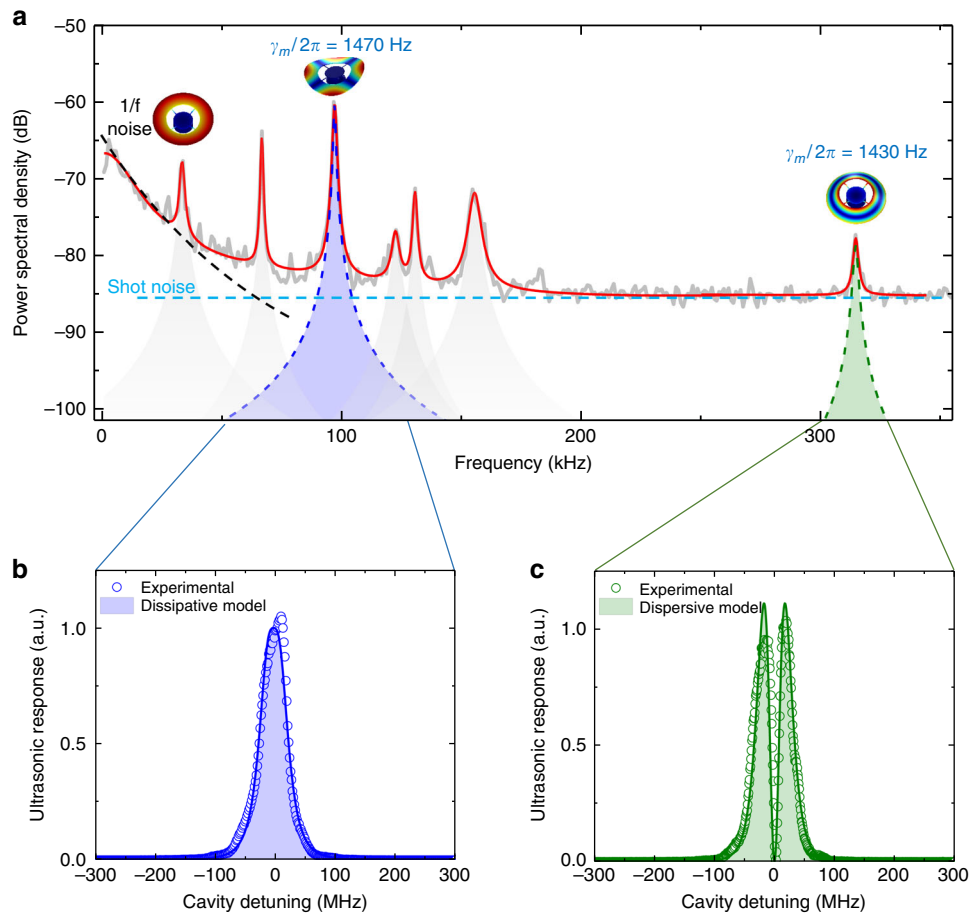 a
−50
−60
−70
−80
−90
−100
Power spectral density (dB)
γm/2π = 1470 Hz
1/f
noise
γm/2π = 1430 Hz
Shot noise
0
100
200
300
Frequency (kHz)
b
Experimental
Dissipative model
1.0
0.5
0.0
Ultrasonic response (a.u.)
−300 −200 −100 0 100 200 300
Cavity detuning (MHz)
c
Experimental
Dispersive model
1.0
0.5
0.0
Ultrasonic response (a.u.)
−300 −200 −100 0 100 200 300
Cavity detuning (MHz)